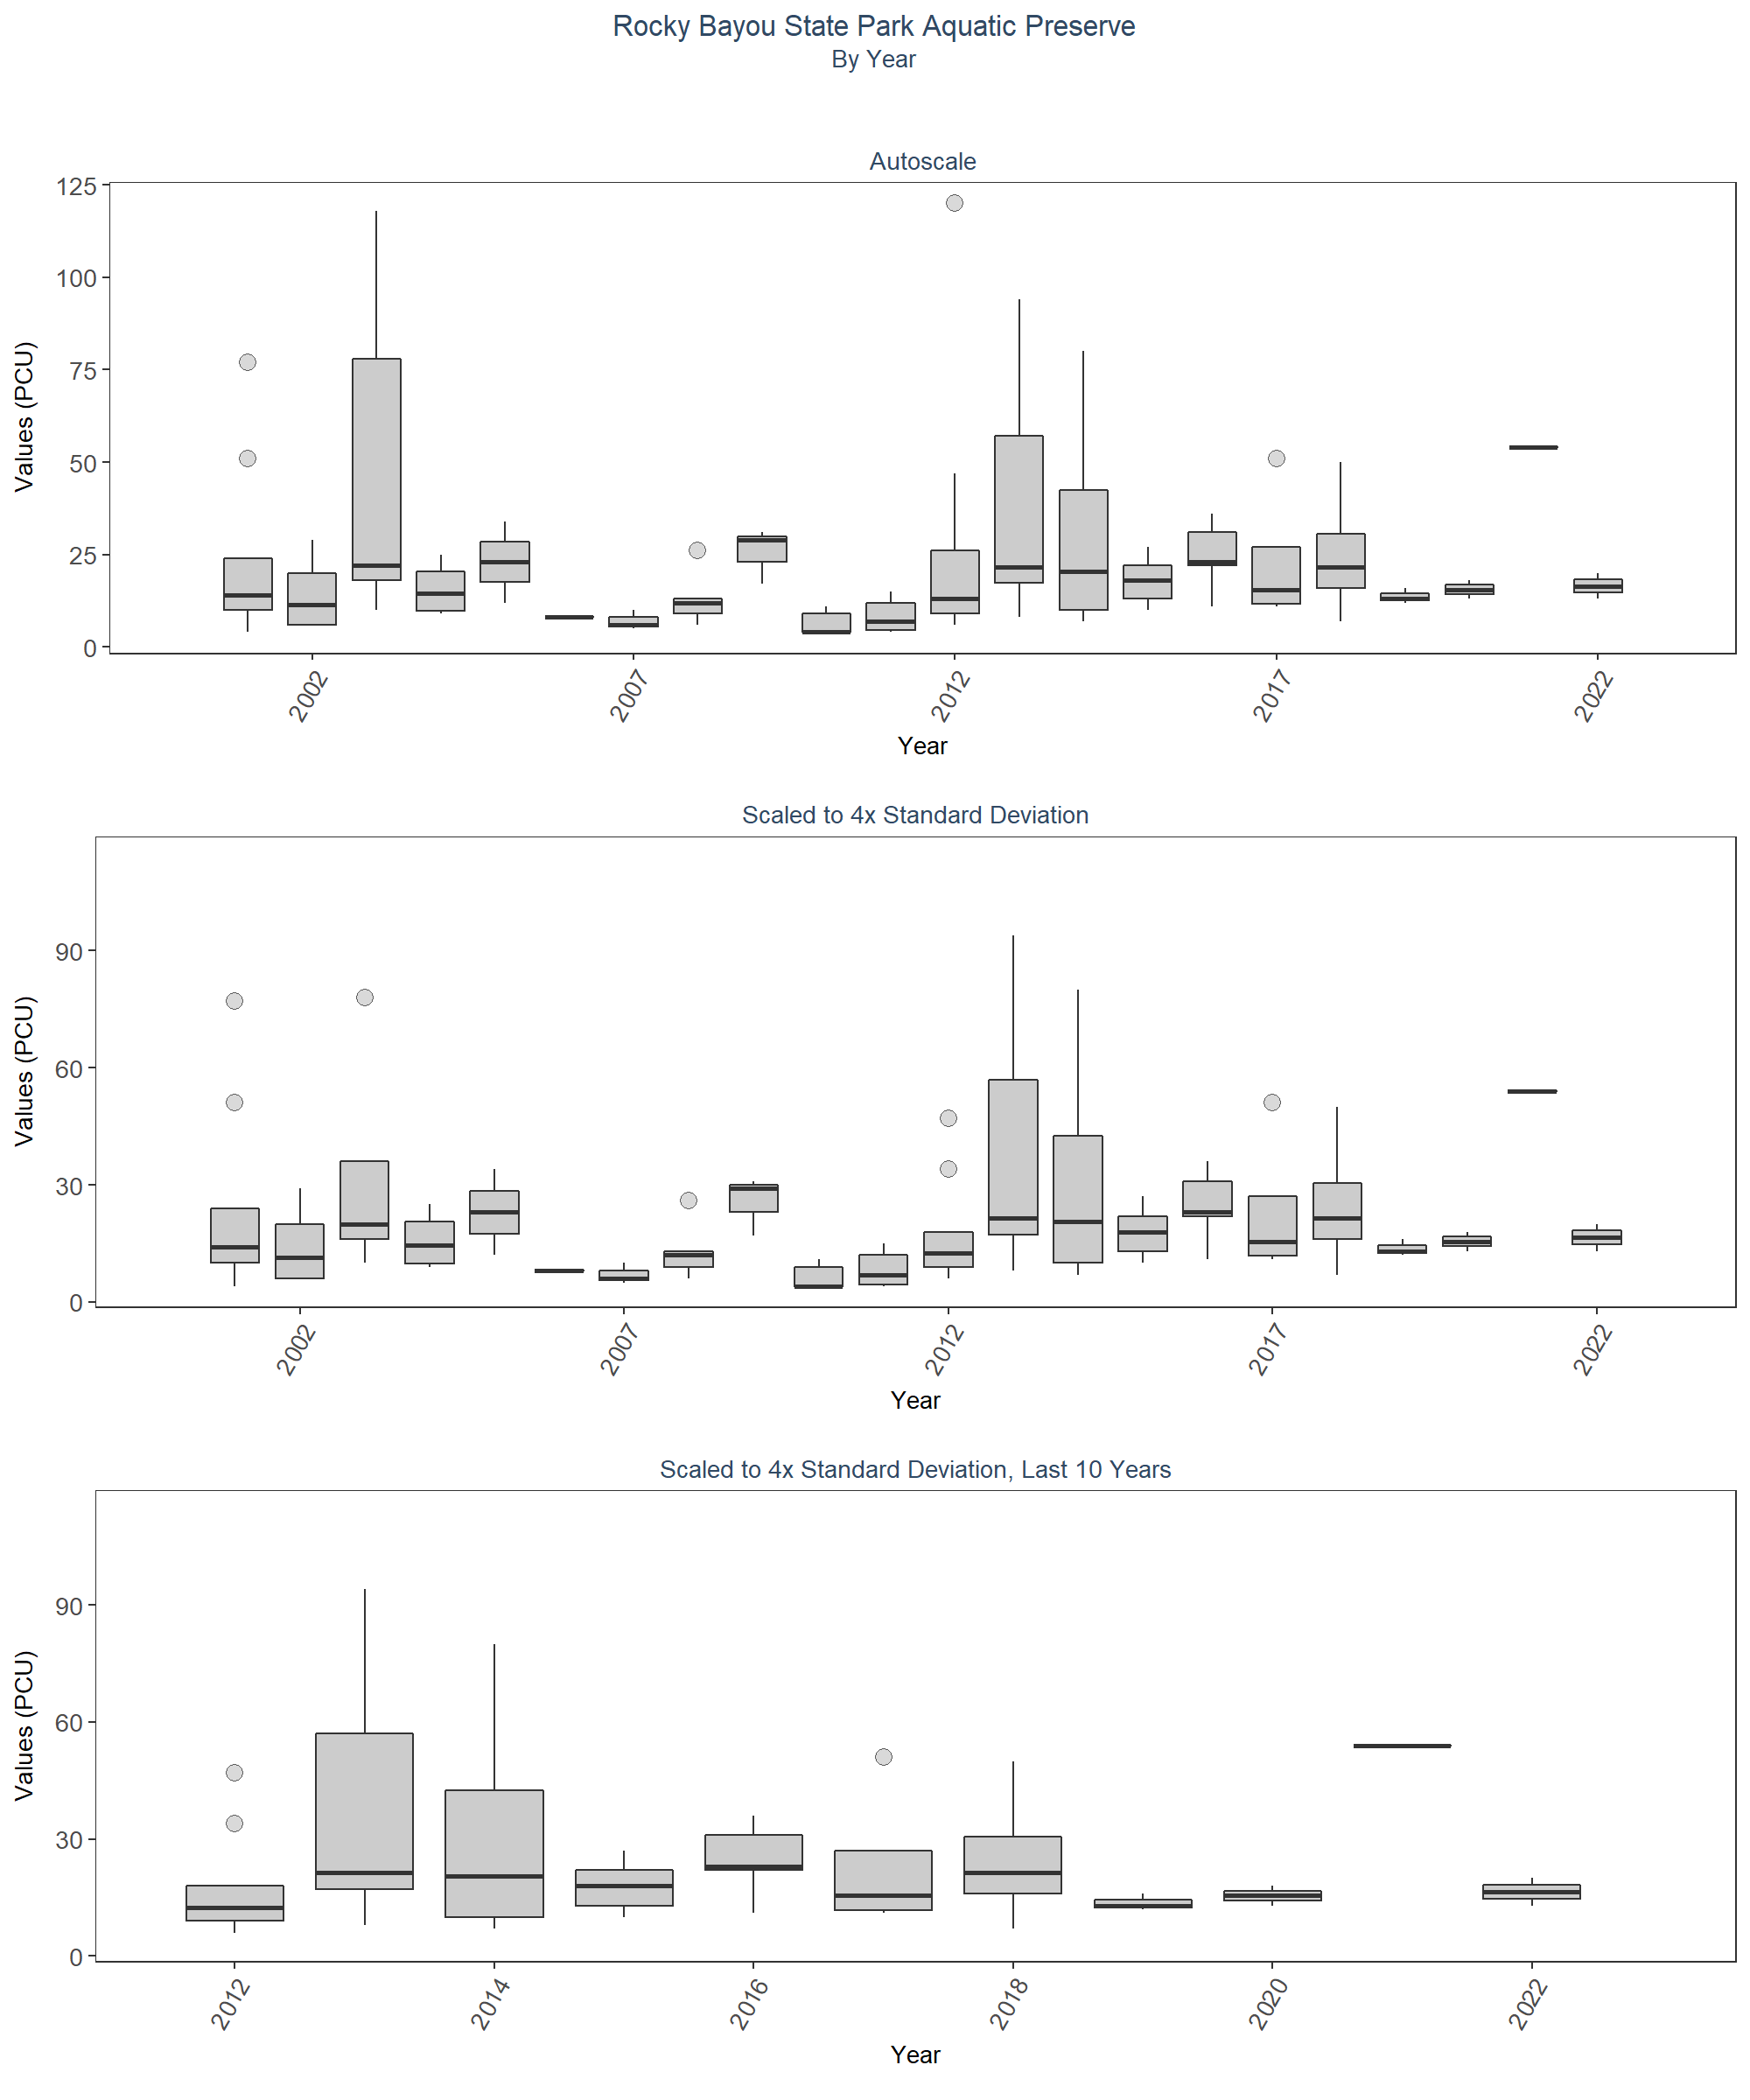 Rocky Bayou State Park Aquatic Preserve
By Year
Autoscale
125
100
75
50
25
0
Values (PCU)
2002
2007
2012
2017
2022
Year
Scaled to 4x Standard Deviation
90
60
30
0
Values (PCU)
2002
2007
2012
2017
2022
Year
Scaled to 4x Standard Deviation, Last 10 Years
90
60
30
0
Values (PCU)
2012
2014
2016
2018
2020
2022
Year